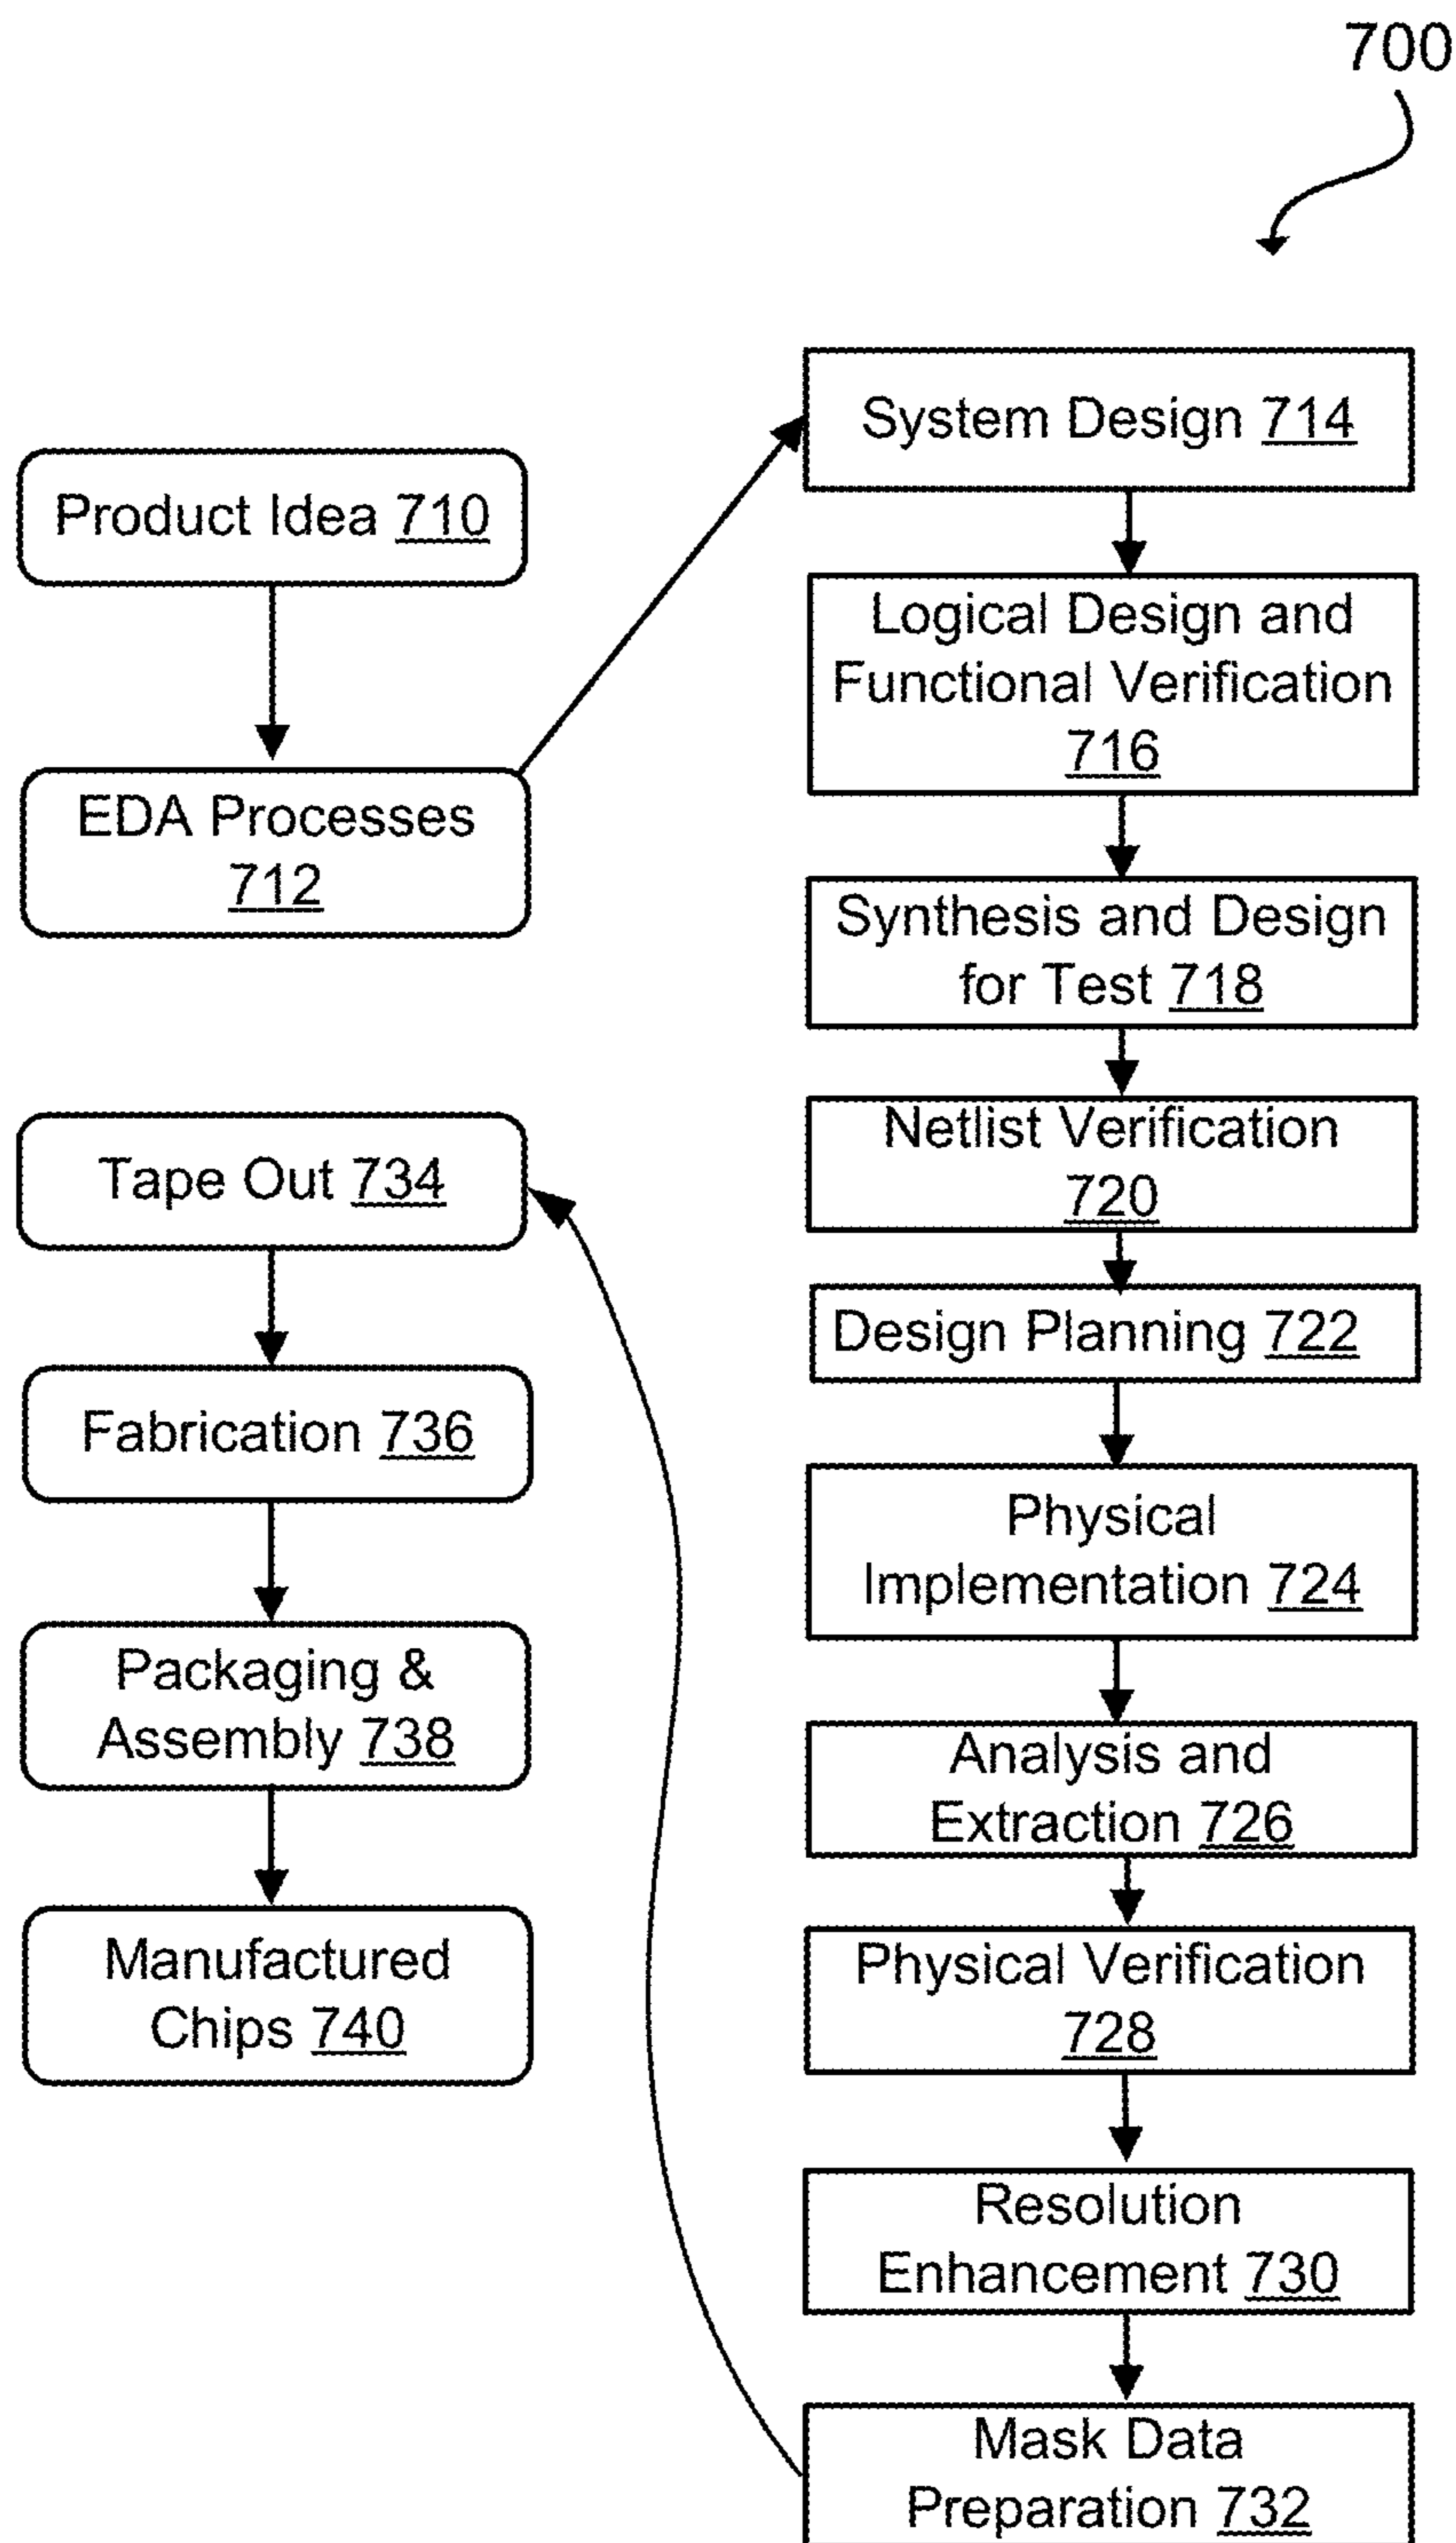 700
Product Idea 710
EDA Processes
712
System Design 714
Logical Design and
Functional Verification
716
Synthesis and Design
for Test 718
Netlist Verification
720
Design Planning 722
Physical
Implementation 724
Analysis and
Extraction 726
Physical Verification
728
Resolution
Enhancement 730
Mask Data
Preparation 732
Tape Out 734
Fabrication 736
Packaging &
Assembly 738
Manufactured
Chips 740